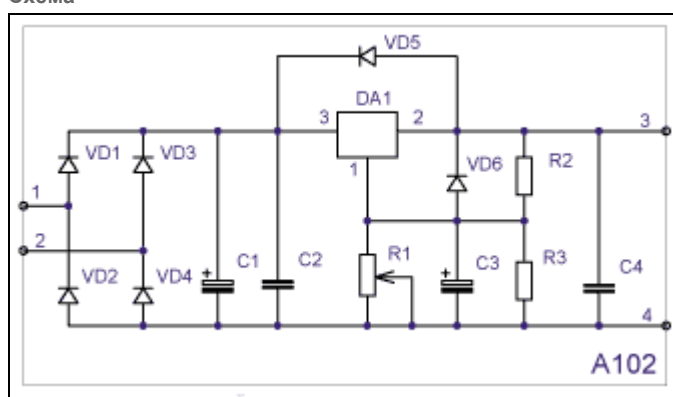 Схема
VD5
DA1
3
2
3
VD1
VD3
1
VD6
R2
1
2
R1
C1
C2
C3
R3
C4
VD2
VD4
4
A102